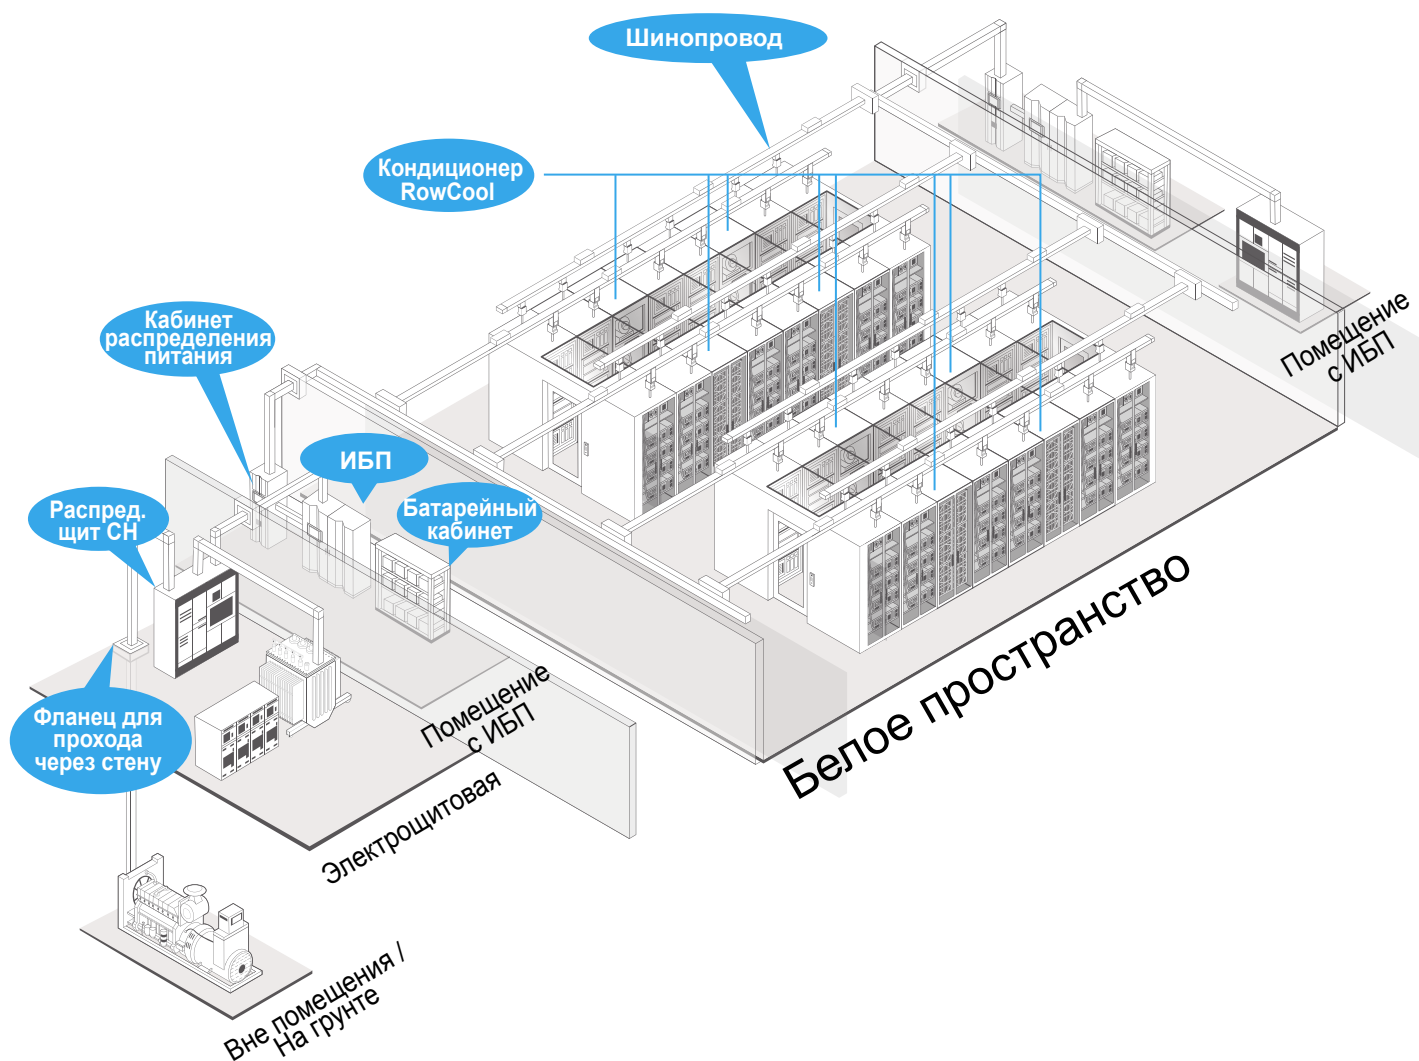 Шинопровод
Кондиционер
RowCool
Кабинет
распределения
питания
ИБП
Батарейный
кабинет
Распред.
щит СН
Фланец для
прохода
через стену
Помещение
с ИБП
Помещение
с ИБП
Электрощитовая
Белое пространство
Вне помещения /
На грунте